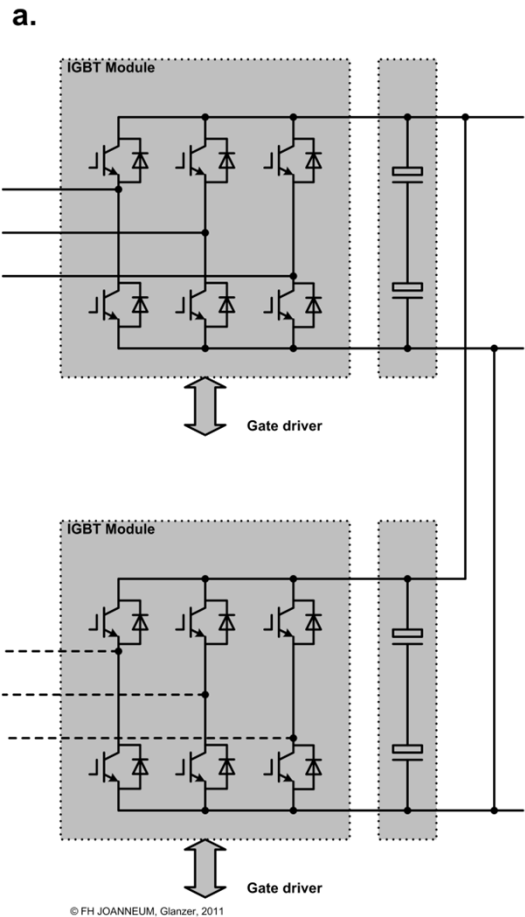 a.
IGBT Module
Gate driver
IGBT Module
Gate driver
© FH JOANNEUM, Glanzer, 2011